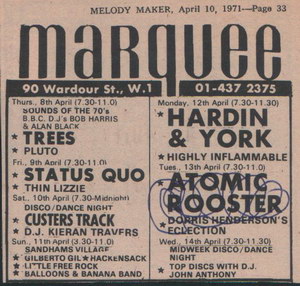 MELODY MAKER, April 10, 1971—Page 33
marquee
90 Wardour St., W.1
01-437 2375
Thurs., 8th April (7.30-11.0)
SOUNDS OF THE 70's
B.B.C. D.J's BOB HARRIS
& ALAN BLACK
★ TREES
★ PLUTO
Fri., 9th April (7.30-11.0)
★ STATUS QUO
★ THIN LIZZIE
Sat., 10th April (7.30-Midnight)
DISCO/DANCE NIGHT
★ CUSTERS TRACK
★ D.J. KIERAN TRAVERS
Sun., 11th April (3.30-11.0)
SANDHAMS VILLAGE
★ GILBERTO GIL ★ HACKENSACK
★ LITTLE FREE ROCK
★ BALLOONS & BANANA BAND
Monday, 12th April (7.30-11.30)
★ HARDIN
& YORK
★ HIGHLY INFLAMMABLE
Tues., 13th April (7.30-11.0)
★ ATOMIC
ROOSTER
★ DORRIS HENDERSON'S
ECLECTION
Wed., 14th April (7.30-11.30)
MIDWEEK DISCO/DANCE
NIGHT
★ TOP DISCS WITH D.J.
JOHN ANTHONY